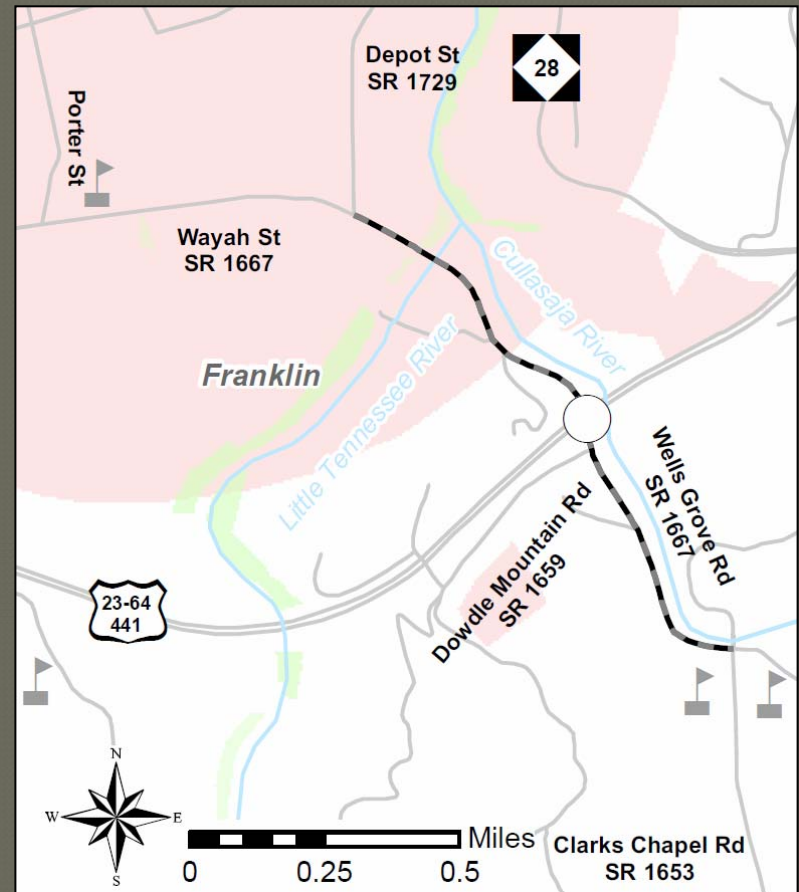 Depot St
SR 1729
28
Porter St
Wayah St
SR 1667
Cullasaja River
Franklin
Little Tennessee River
Wells Grove Rd
SR 1667
Dowdle Mountain Rd
SR 1659
23-64
441
N
W
E
S
Miles
0
0.25
0.5
Clarks Chapel Rd
SR 1653